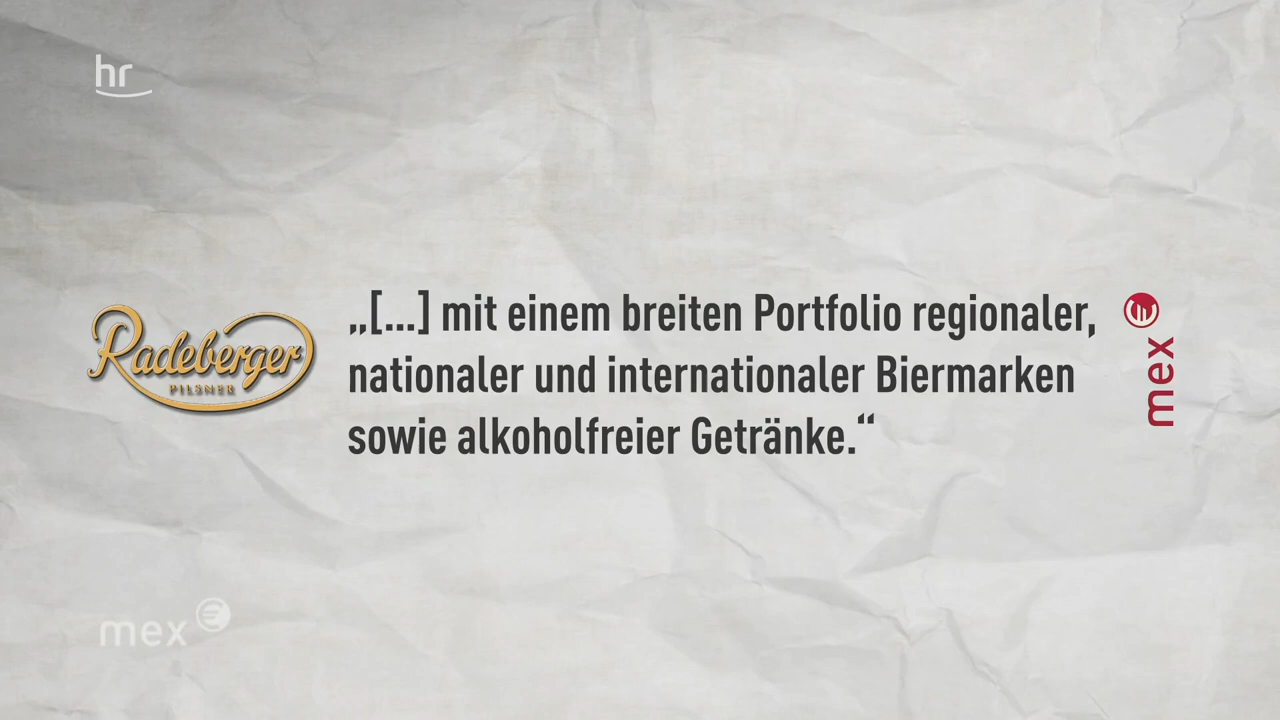 hr
Radeberger
PILSNER
„[...] mit einem breiten Portfolio regionaler,
nationaler und internationaler Biermarken
sowie alkoholfreier Getränke.“
mex
mex